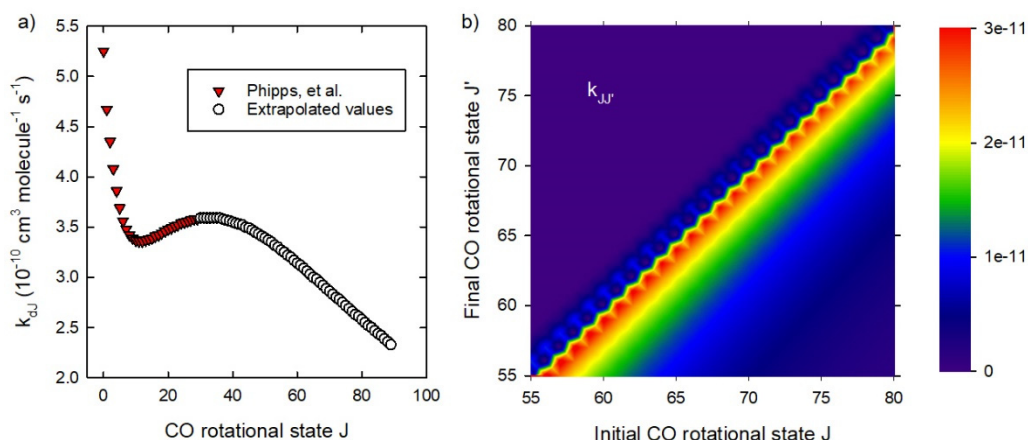 a)
5.5
5.0
4.5
4.0
3.5
3.0
2.5
2.0
k_dJ (10^-10 cm^3 molecule^-1 s^-1)
Phipps, et al.
Extrapolated values
0 20 40 60 80 100
CO rotational state J
b)
80
75
70
65
60
55
Final CO rotational state J'
k_JJ'
55 60 65 70 75 80
Initial CO rotational state J
3e-11
2e-11
1e-11
0